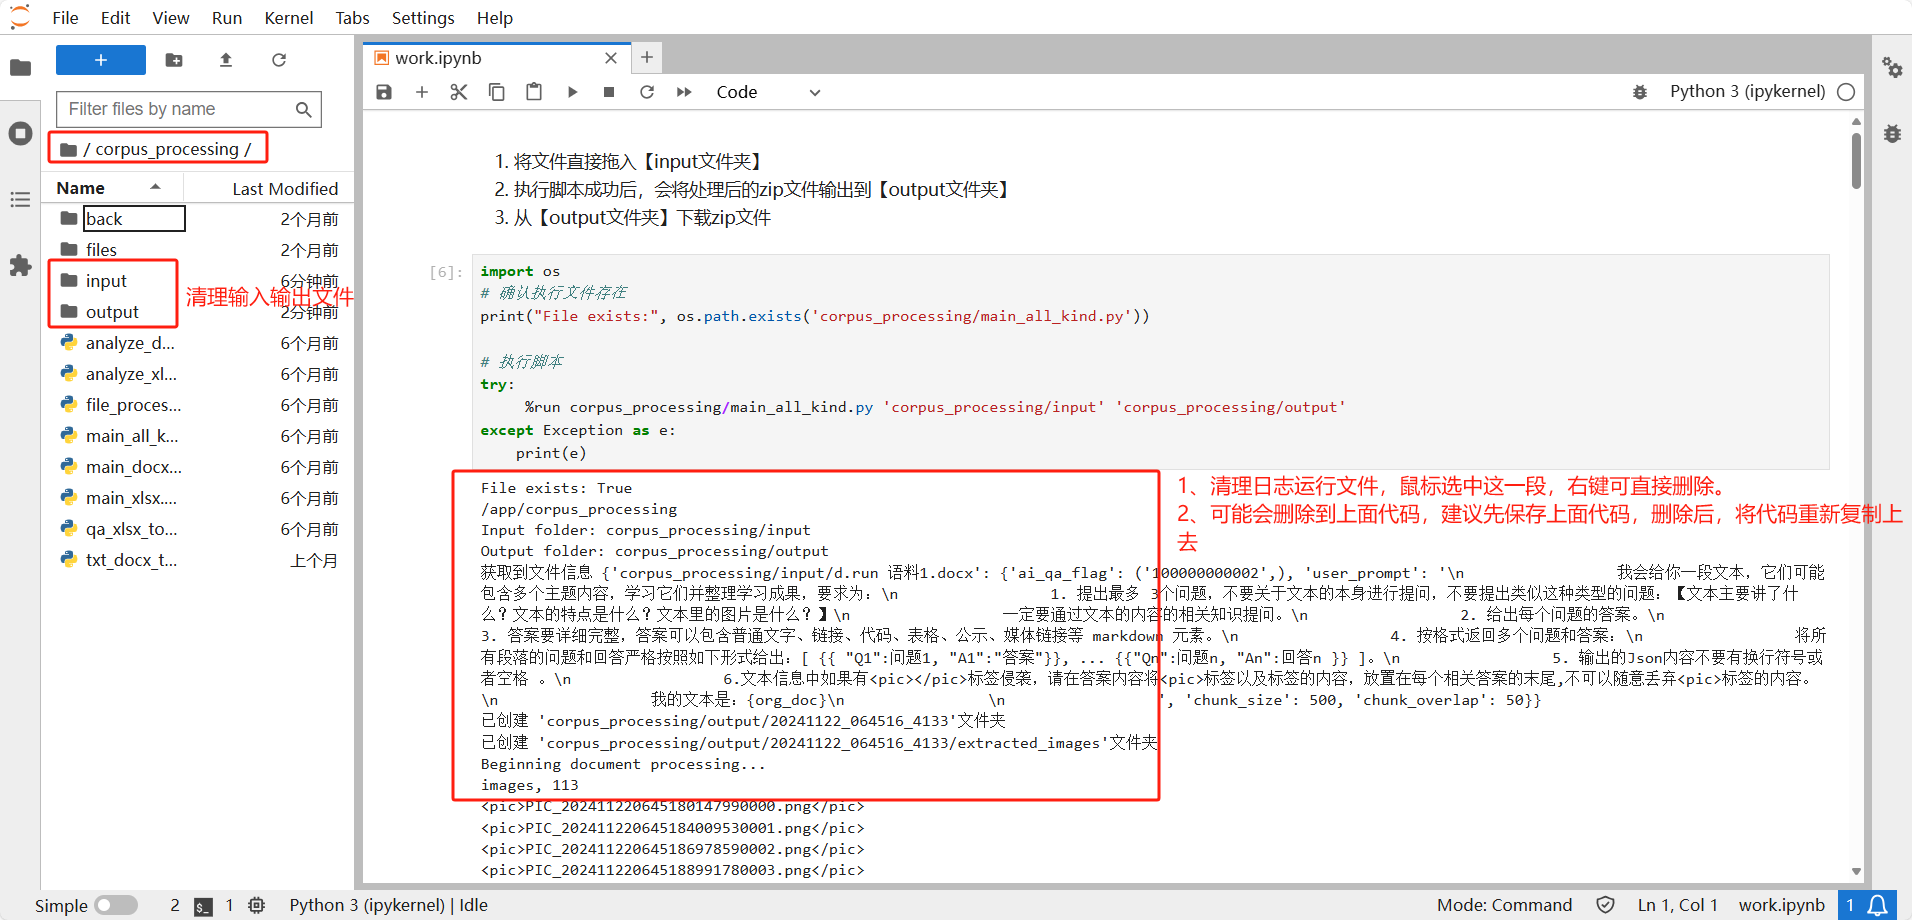 File Edit View Run Kernel Tabs Settings Help
work.ipynb
Filter files by name
Code
Python 3 (ipykernel)
/ corpus_processing /
Name Last Modified
back 2个月前
files 2个月前
input 6分钟前
清理输入输出文件
output 2分钟前
analyze_d... 6个月前
analyze_xl... 6个月前
file_proces... 6个月前
main_all_k... 6个月前
main_docx... 6个月前
main_xlsx.... 6个月前
qa_xlsx_to... 6个月前
txt_docx_t... 上个月
1. 将文件直接拖入【input文件夹】
2. 执行脚本成功后，会将处理后的zip文件输出到【output文件夹】
3. 从【output文件夹】下载zip文件
[6]:
import os
# 确认执行文件存在
print("File exists:", os.path.exists('corpus_processing/main_all_kind.py'))
# 执行脚本
try:
%run corpus_processing/main_all_kind.py 'corpus_processing/input' 'corpus_processing/output'
except Exception as e:
print(e)
1、清理日志运行文件，鼠标选中这一段，右键可直接删除。
2、可能会删除到上面代码，建议先保存上面代码，删除后，将代码重新复制上
去
File exists: True
/app/corpus_processing
Input folder: corpus_processing/input
Output folder: corpus_processing/output
获取到文件信息 {'corpus_processing/input/d.run 语料1.docx': {'ai_qa_flag': ('100000000002',), 'user_prompt': '\n 我会给你一段文本，它们可能
包含多个主题内容，学习它们并整理学习成果，要求为：\n 1. 提出最多 3个问题，不要关于文本的本身进行提问，不要提出类似这种类型的问题：【文本主要讲了什
么？文本的特点是什么？文本里的图片是什么？】\n 一定要通过文本的内容的相关知识提问。\n 2. 给出每个问题的答案。\n
3. 答案要详细完整，答案可以包含普通文字、链接、代码、表格、公示、媒体链接等 markdown 元素。\n 4. 按格式返回多个问题和答案：\n 将所
有段落的问题和回答严格按照如下形式给出：[ {{ "Q1":问题1, "A1":"答案"}}, ... {{"Qn":问题n, "An":回答n }} ]。\n 5. 输出的Json内容不要有换行符号或
者空格 。\n 6.文本信息中如果有<pic></pic>标签侵袭，请在答案内容将<pic>标签以及标签的内容，放置在每个相关答案的末尾,不可以随意丢弃<pic>标签的内容。
\n 我的文本是：{org_doc}\n \n ', 'chunk_size': 500, 'chunk_overlap': 50}}
已创建 'corpus_processing/output/20241122_064516_4133'文件夹
已创建 'corpus_processing/output/20241122_064516_4133/extracted_images'文件夹
Beginning document processing...
images, 113
<pic>PIC_202411220645180147990000.png</pic>
<pic>PIC_202411220645184009530001.png</pic>
<pic>PIC_202411220645186978590002.png</pic>
<pic>PIC_202411220645188991780003.png</pic>
Simple 2 $_ 1 Python 3 (ipykernel) | Idle Mode: Command Ln 1, Col 1 work.ipynb 1